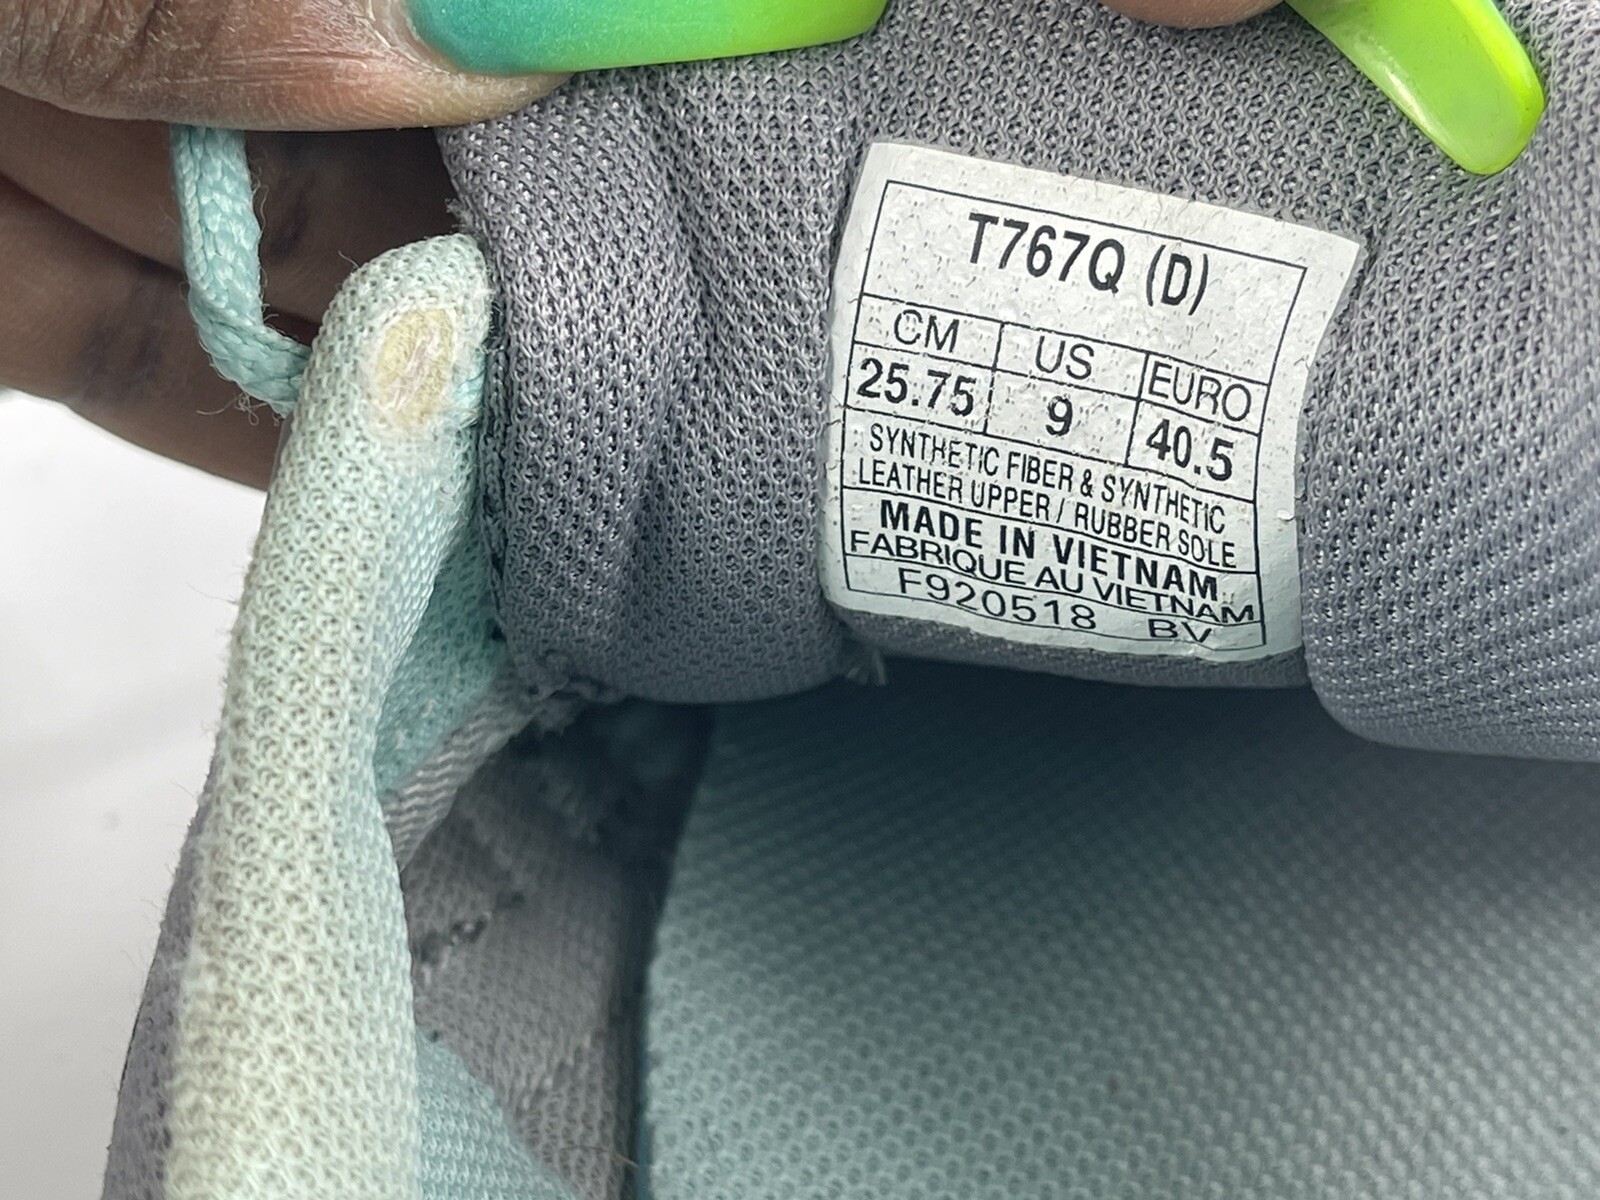 T767Q (D)
CM US EURO
25.75 9 40.5
SYNTHETIC FIBER & SYNTHETIC
LEATHER UPPER / RUBBER SOLE
MADE IN VIETNAM
FABRIQUE AU VIETNAM
F920518 BV